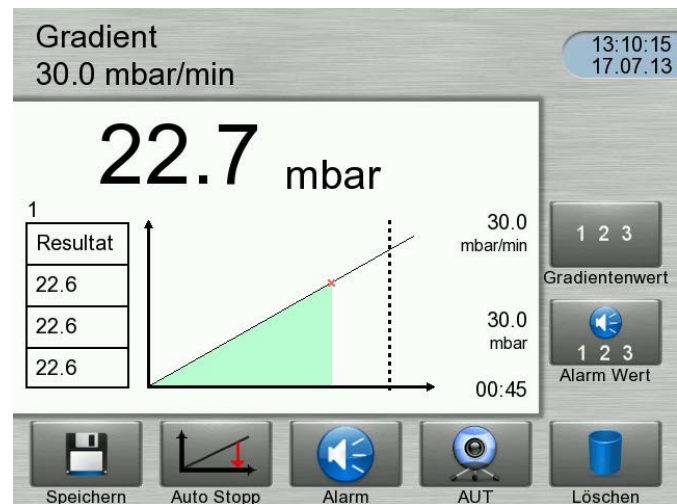 Gradient
30.0 mbar/min
13:10:15
17.07.13
22.7 mbar
1
Resultat
22.6
22.6
22.6
30.0
mbar/min
30.0
mbar
00:45
1 2 3
Gradientenwert
1 2 3
Alarm Wert
Speichern
Auto Stopp
Alarm
AUT
Löschen